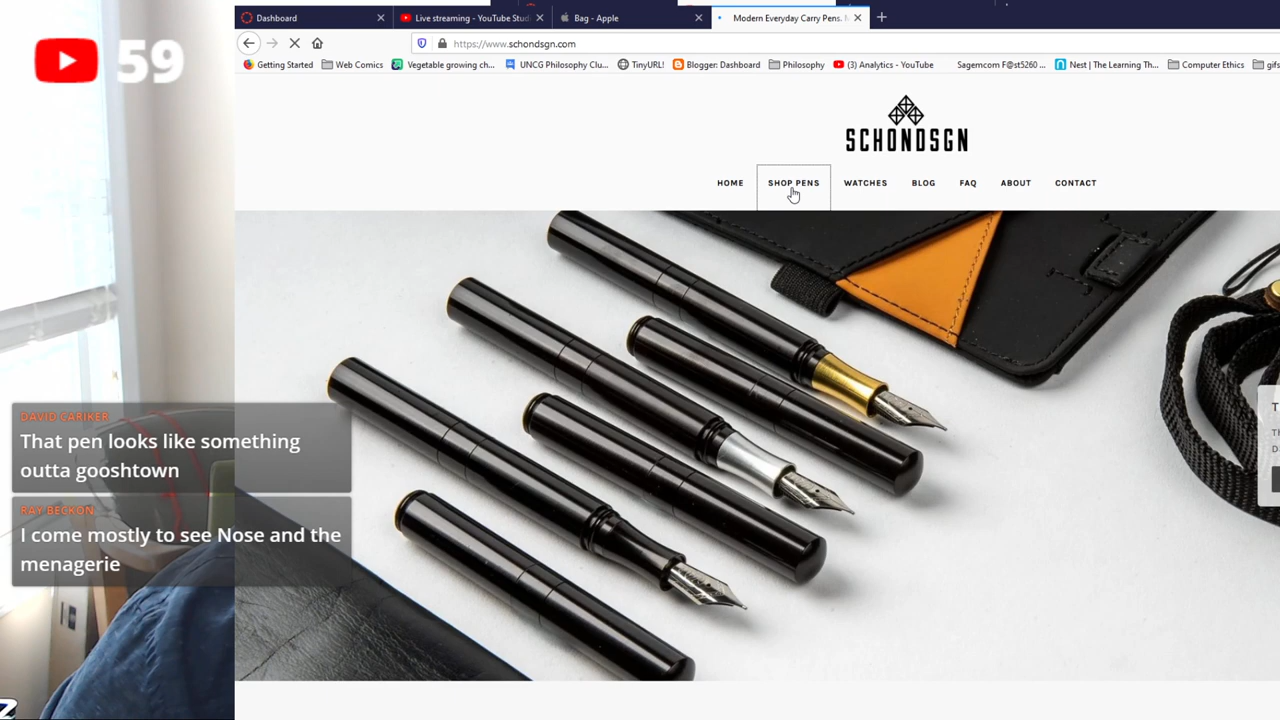 59
Dashboard
Live streaming - YouTube Stud
Bag - Apple
Modern Everyday Carry Pens.
https://www.schondsgn.com
Getting Started
Web Comics
Vegetable growing ch...
UNCG Philosophy Clu...
TinyURL!
Blogger: Dashboard
Philosophy
(3) Analytics - YouTube
Sagemcom F@st5260 ...
Nest | The Learning Th...
Computer Ethics
gifs
SCHONDSGN
HOME
SHOP PENS
WATCHES
BLOG
FAQ
ABOUT
CONTACT
DAVID CARIKER
That pen looks like something
outta gooshtown
RAY BECKON
I come mostly to see Nose and the
menagerie